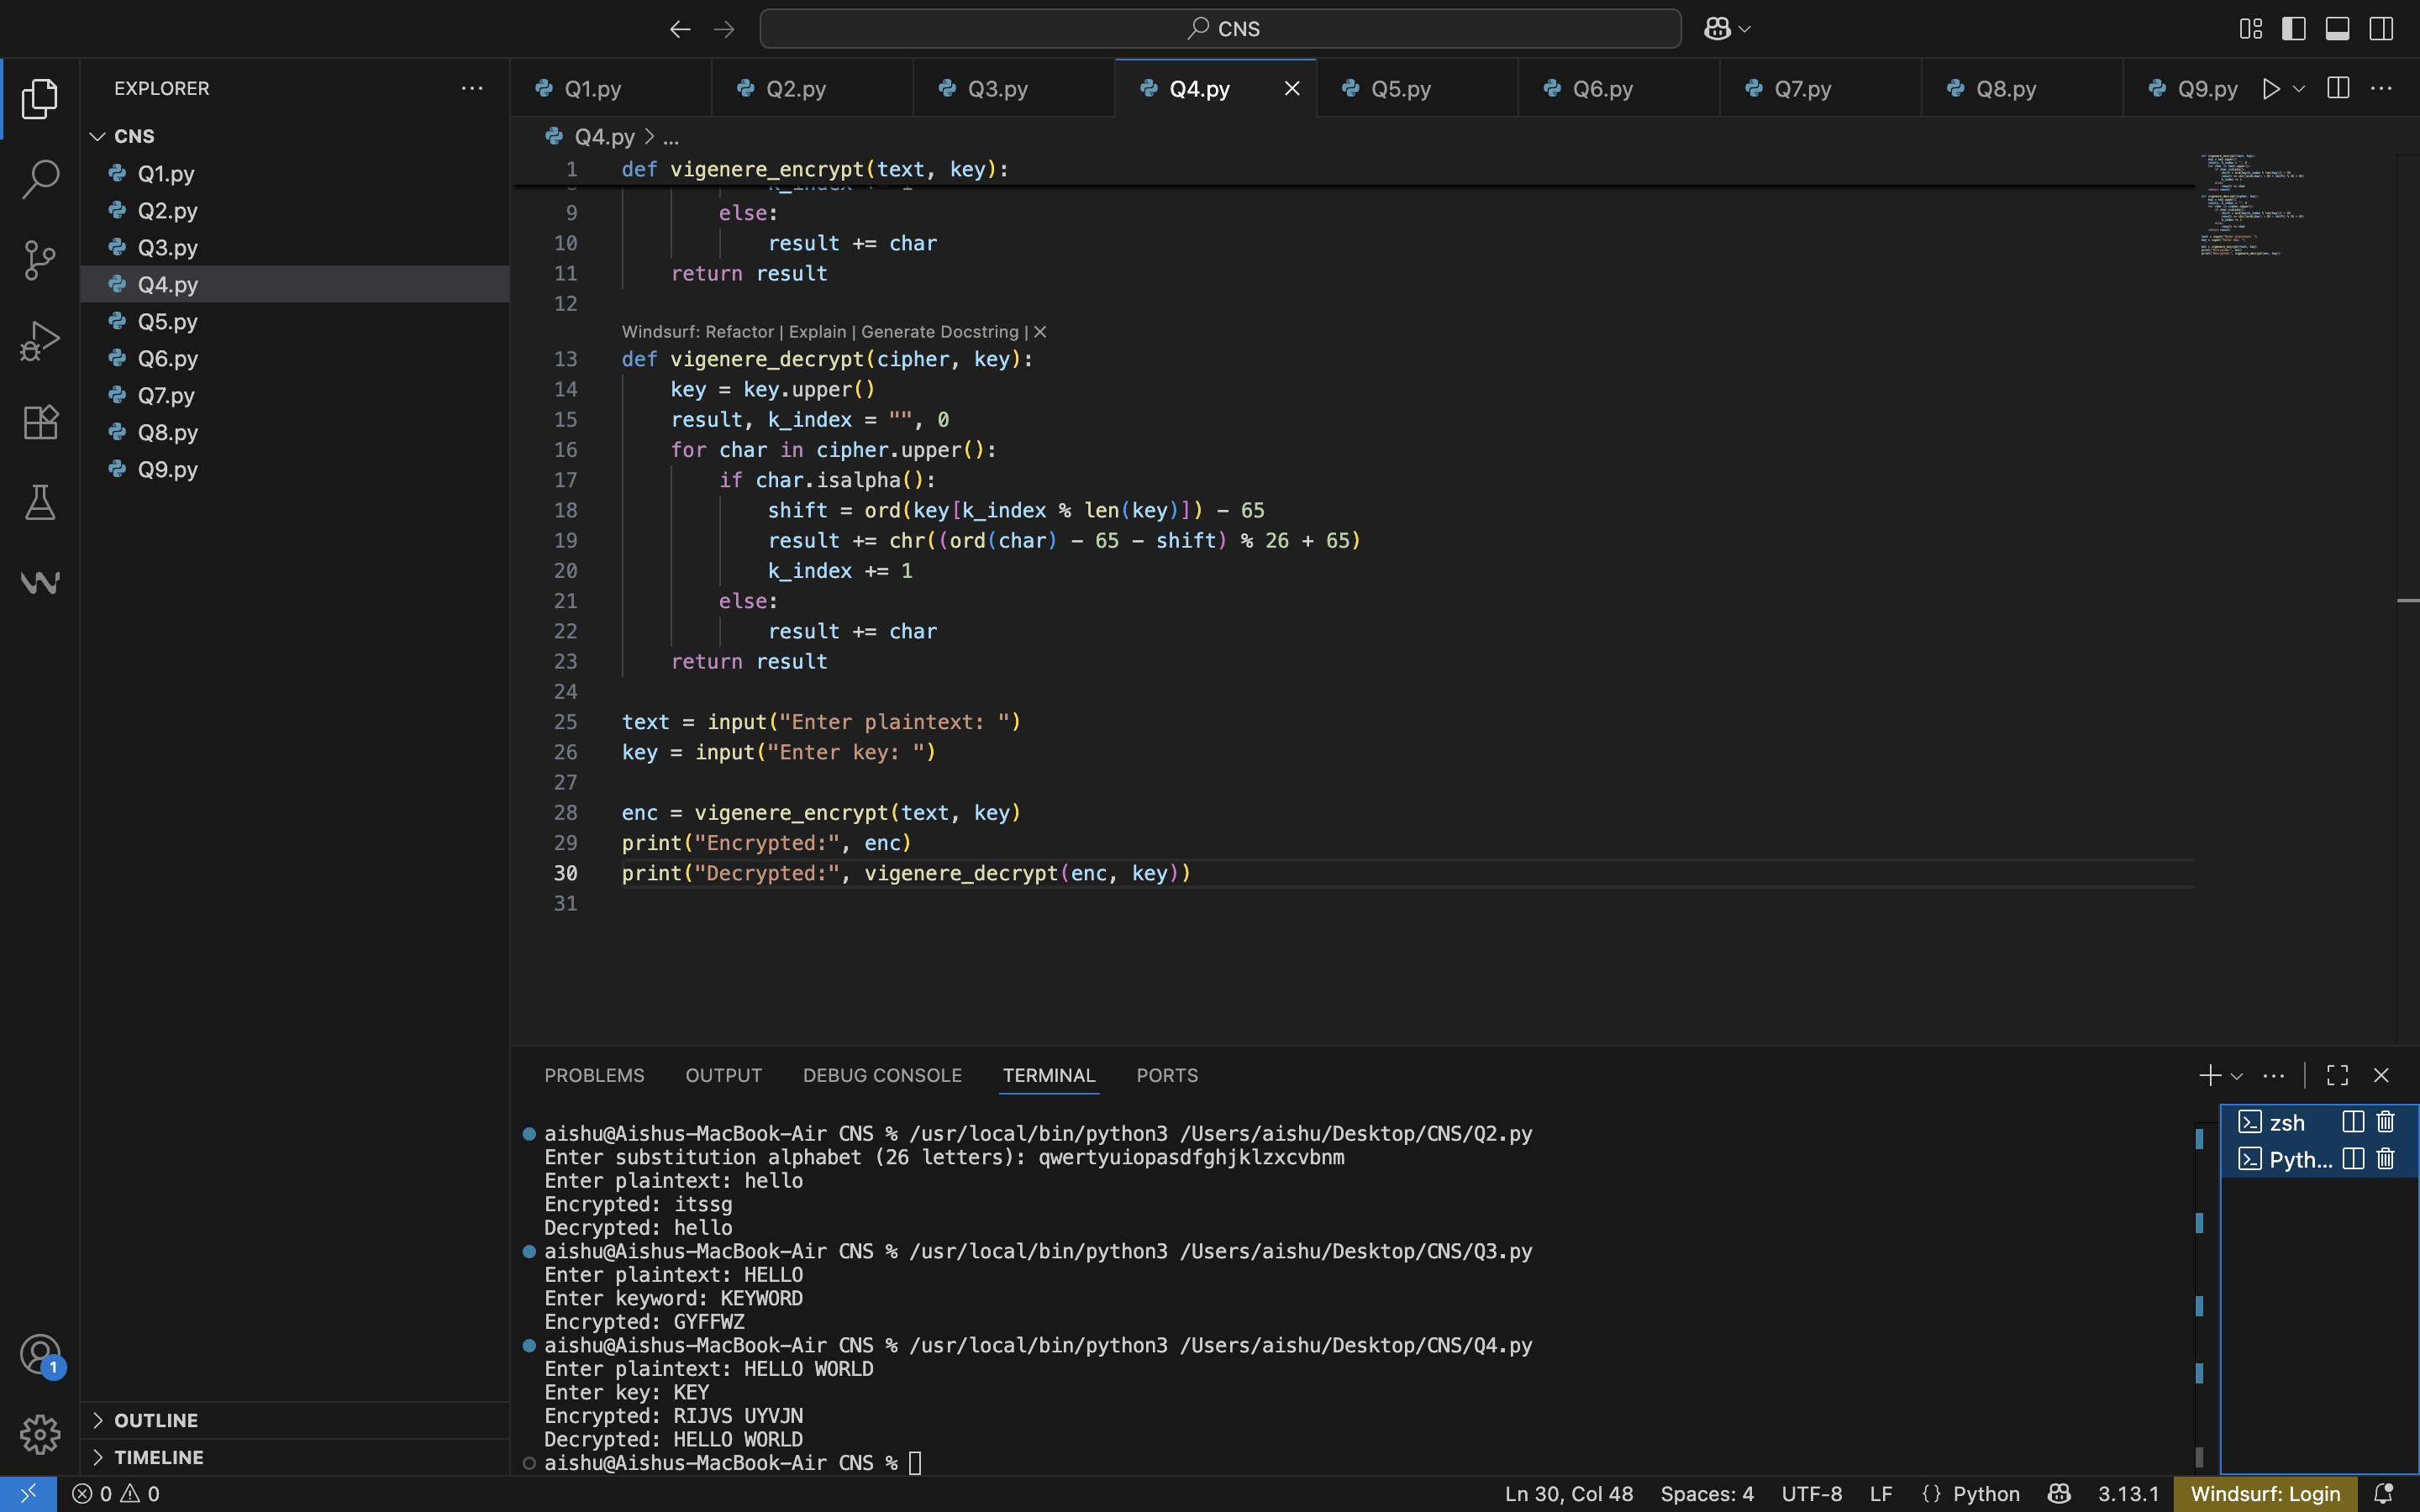 CNS
EXPLORER
CNS
Q1.py
Q2.py
Q3.py
Q4.py
Q5.py
Q6.py
Q7.py
Q8.py
Q9.py
OUTLINE
TIMELINE
Q1.py Q2.py Q3.py Q4.py Q5.py Q6.py Q7.py Q8.py Q9.py
Q4.py > ...
1 def vigenere_encrypt(text, key):
9 else:
10 result += char
11 return result
12
Windsurf: Refactor | Explain | Generate Docstring | ×
13 def vigenere_decrypt(cipher, key):
14 key = key.upper()
15 result, k_index = "", 0
16 for char in cipher.upper():
17 if char.isalpha():
18 shift = ord(key[k_index % len(key)]) - 65
19 result += chr((ord(char) - 65 - shift) % 26 + 65)
20 k_index += 1
21 else:
22 result += char
23 return result
24
25 text = input("Enter plaintext: ")
26 key = input("Enter key: ")
27
28 enc = vigenere_encrypt(text, key)
29 print("Encrypted:", enc)
30 print("Decrypted:", vigenere_decrypt(enc, key))
31
PROBLEMS OUTPUT DEBUG CONSOLE TERMINAL PORTS
aishu@Aishus-MacBook-Air CNS % /usr/local/bin/python3 /Users/aishu/Desktop/CNS/Q2.py
Enter substitution alphabet (26 letters): qwertyuiopasdfghjklzxcvbnm
Enter plaintext: hello
Encrypted: itssg
Decrypted: hello
aishu@Aishus-MacBook-Air CNS % /usr/local/bin/python3 /Users/aishu/Desktop/CNS/Q3.py
Enter plaintext: HELLO
Enter keyword: KEYWORD
Encrypted: GYFFWZ
aishu@Aishus-MacBook-Air CNS % /usr/local/bin/python3 /Users/aishu/Desktop/CNS/Q4.py
Enter plaintext: HELLO WORLD
Enter key: KEY
Encrypted: RIJVS UYVJN
Decrypted: HELLO WORLD
aishu@Aishus-MacBook-Air CNS %
zsh
Pyth...
1
0 0
Ln 30, Col 48 Spaces: 4 UTF-8 LF {} Python 3.13.1 Windsurf: Login